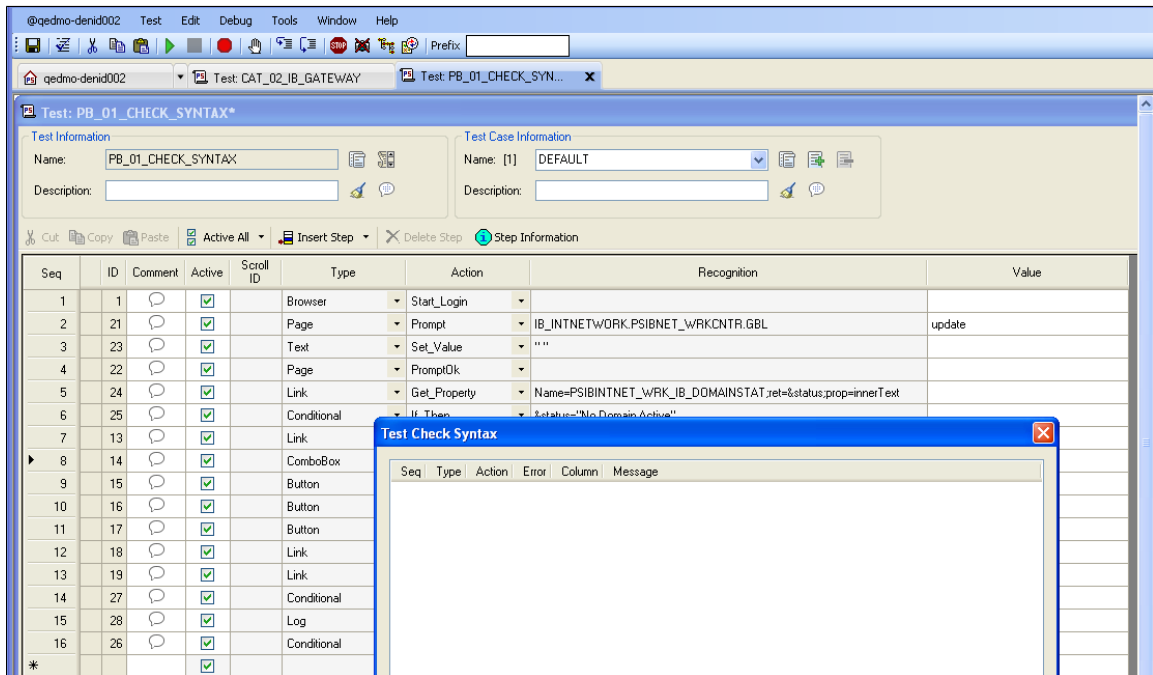 @qedmo-denid002 Test Edit Debug Tools Window Help
STOP Prefix
qedmo-denid002 Test: CAT_02_IB_GATEWAY Test: PB_01_CHECK_SYN... x
Test: PB_01_CHECK_SYNTAX*
Test Information Test Case Information
Name: PB_01_CHECK_SYNTAX Name: [1] DEFAULT
Description: Description:
Cut Copy Paste Active All Insert Step Delete Step Step Information
Seq ID Comment Active Scroll ID Type Action Recognition Value
1 1 Browser Start_Login
2 21 Page Prompt IB_INTNETWORK.PSIBNET_WRKCNTR.GBL update
3 23 Text Set_Value " "
4 22 Page PromptOk
5 24 Link Get_Property Name=PSIBINTNET_WRK_IB_DOMAINSTAT;ret=&status;prop=innerText
6 25 Conditional If_Then &status="No Domain Active"
7 13 Link
8 14 ComboBox
9 15 Button
10 16 Button
11 17 Button
12 18 Link
13 19 Link
14 27 Conditional
15 28 Log
16 26 Conditional
*
Test Check Syntax
Seq Type Action Error Column Message